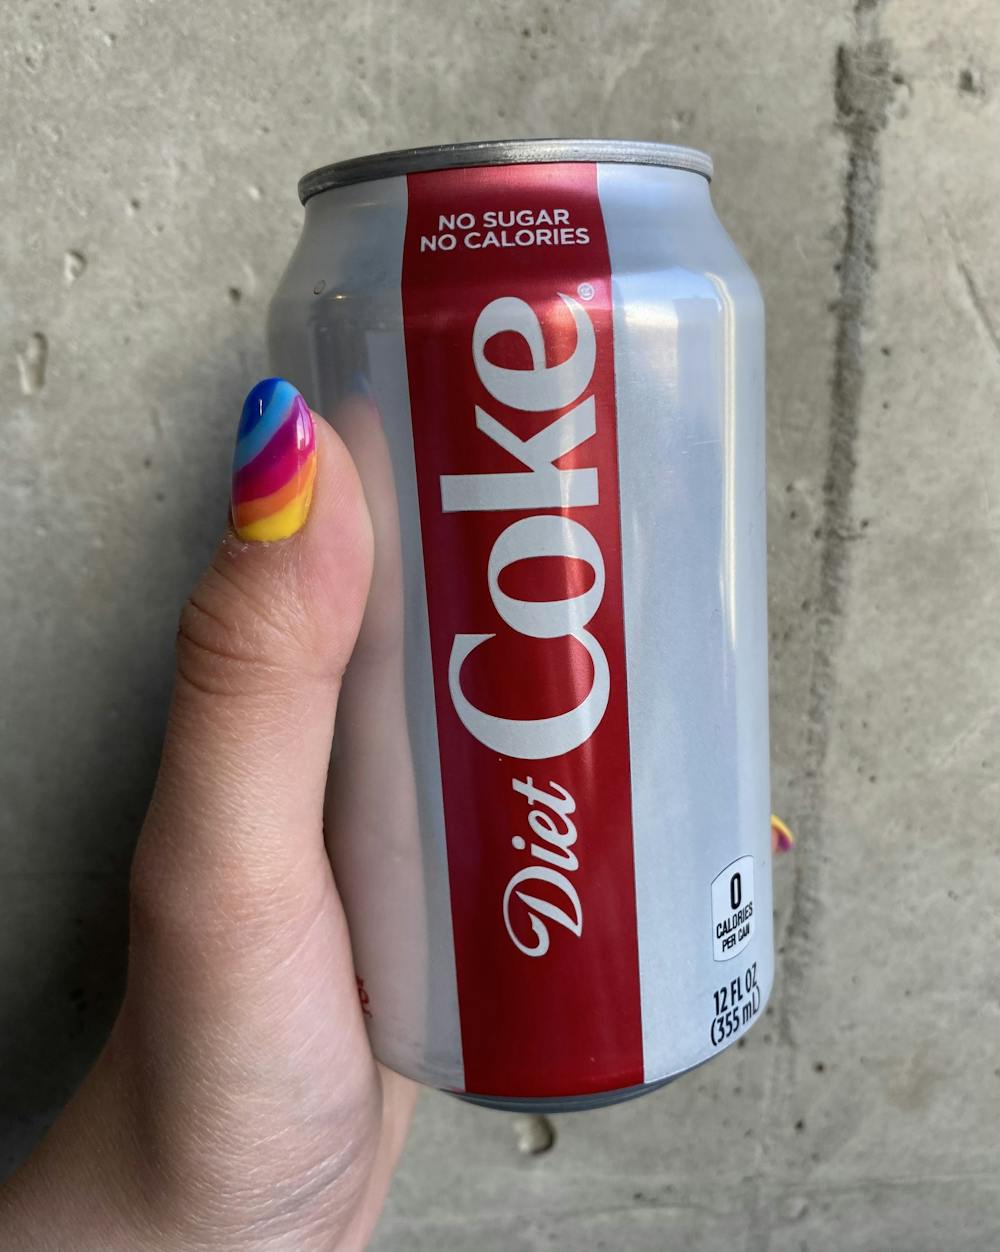 NO SUGAR
NO CALORIES
Diet Coke®
0
CALORIES
PER CAN
12 FL OZ
(355 mL)